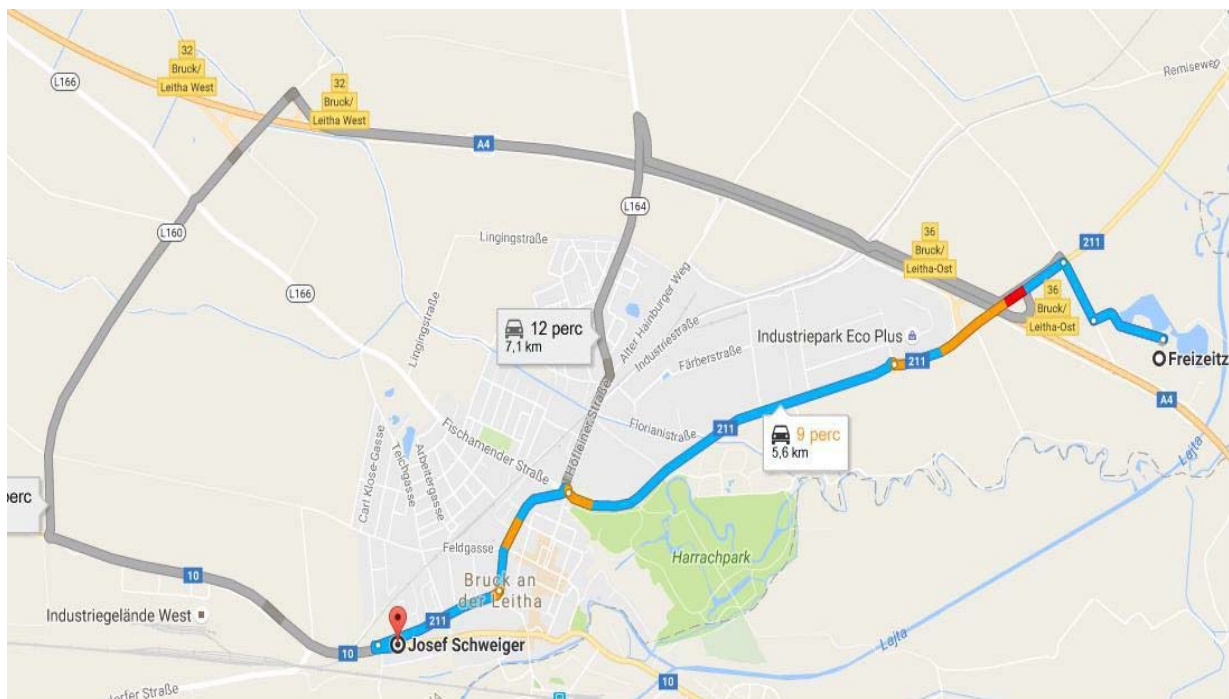 32
Bruck/
Leitha West
L166
32
Bruck/
Leitha West
Remiseweg
A4
L160
L164
Lingingstraße
211
36
Bruck/
Leitha-Ost
L166
Alter Hainburger Weg
36
Bruck/
Leitha-Ost
Lingingstraße
12 perc
7,1 km
Industriestraße
Industriepark Eco Plus
Färberstraße
211
Freizeitz
A4
Höfleiner Straße
Florianistraße
211
9 perc
5,6 km
Fischamender Straße
Carl Klose-Gasse
Teichgasse
Arbeitergasse
Lajta
perc
Feldgasse
Harrachpark
10
Bruck an
der Leitha
Industriegelände West
211
Josef Schweiger
Lajta
10
10
dorfer Straße